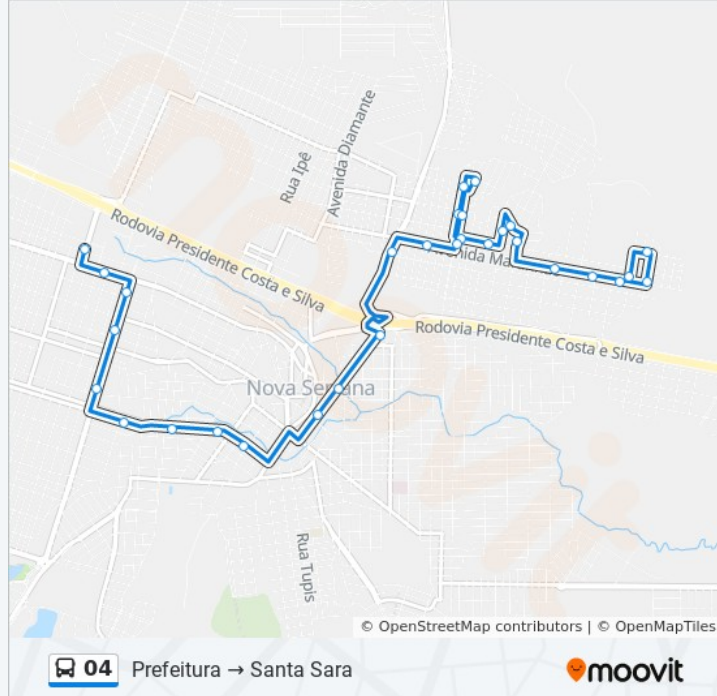 Rua Ipê
Avenida Diamante
Rodovia Presidente Costa e Silva
Avenida
Rodovia Presidente Costa e Silva
Nova Serrana
Rua Tupis
© OpenStreetMap contributors | © OpenMapTiles
04 Prefeitura → Santa Sara
moovit